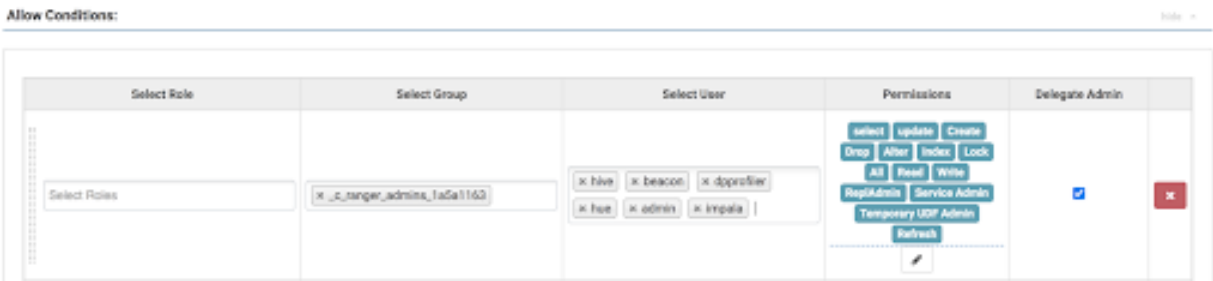 Allow Conditions:
hide
Select Role Select Group Select User Permissions Delegate Admin
select update Create
Drop Alter Index Lock
All Read Write
ReplAdmin Service Admin
Temporary UDF Admin
Refresh
Select Roles
× _c_ranger_admins_1a5a1163
× hive × beacon × dpprofiler
× hue × admin × impala